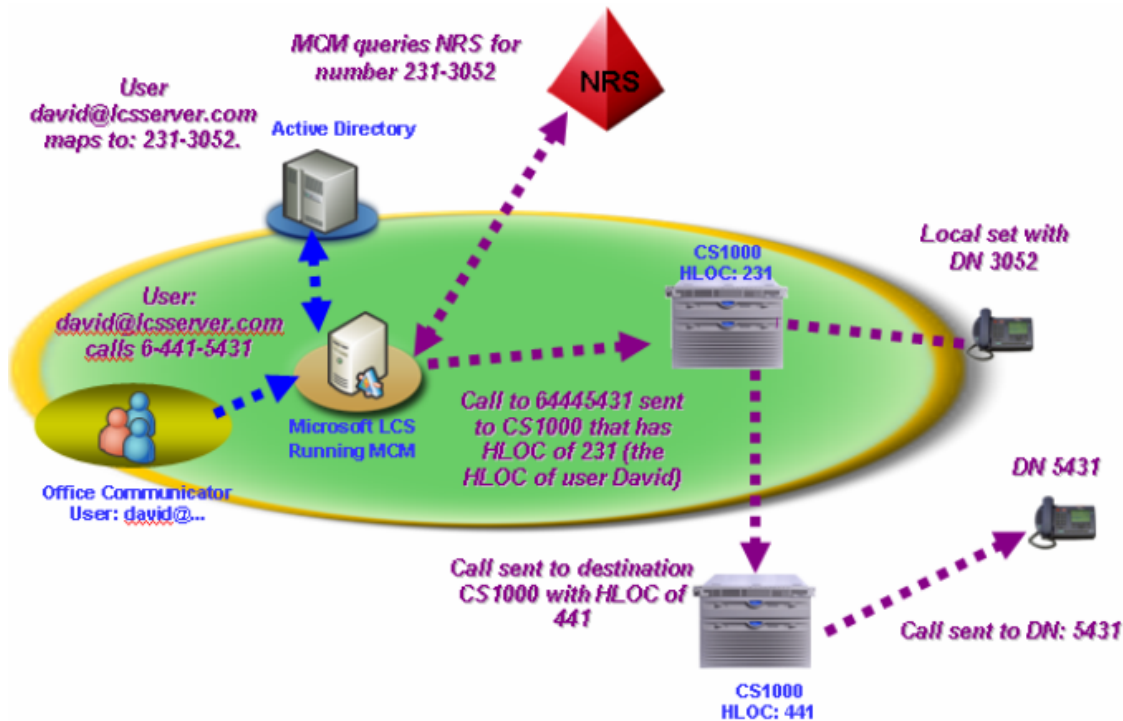 MCM queries NRS for
number 231-3052
NRS
User
david@lcsserver.com
maps to: 231-3052.
Active Directory
Local set with
DN 3052
CS1000
HLOC: 231
User:
david@lcsserver.com
calls 6-441-5431
Microsoft LCS
Running MCM
Call to 64445431 sent
to CS1000 that has
HLOC of 231 (the
HLOC of user David)
Office Communicator
User: david@...
DN 5431
Call sent to destination
CS1000 with HLOC of
441
Call sent to DN: 5431
CS1000
HLOC: 441